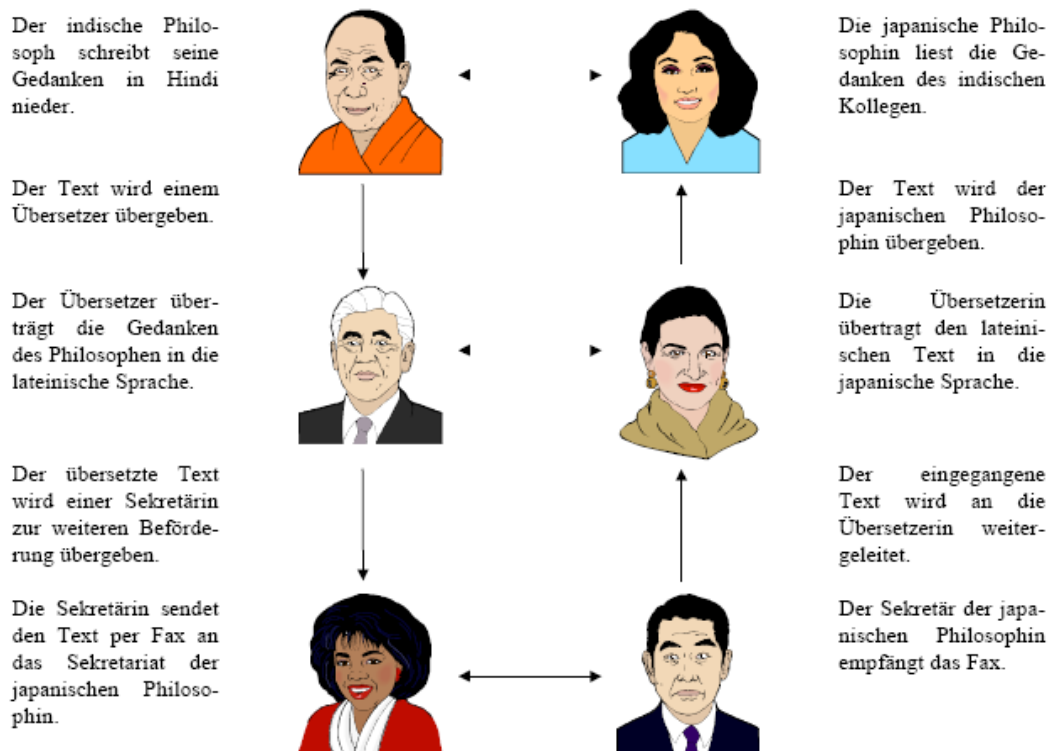 Der indische Philo-
soph schreibt seine
Gedanken in Hindi
nieder.
Der Text wird einem
Übersetzer übergeben.
Der Übersetzer über-
trägt die Gedanken
des Philosophen in die
lateinische Sprache.
Der übersetzte Text
wird einer Sekretärin
zur weiteren Beförde-
rung übergeben.
Die Sekretärin sendet
den Text per Fax an
das Sekretariat der
japanischen Philoso-
phin.
Die japanische Philo-
sophin liest die Ge-
danken des indischen
Kollegen.
Der Text wird der
japanischen Philoso-
phin übergeben.
Die Übersetzerin
übertragt den lateini-
schen Text in die
japanische Sprache.
Der eingegangene
Text wird an die
Übersetzerin weiter-
geleitet.
Der Sekretär der japa-
nischen Philosophin
empfängt das Fax.